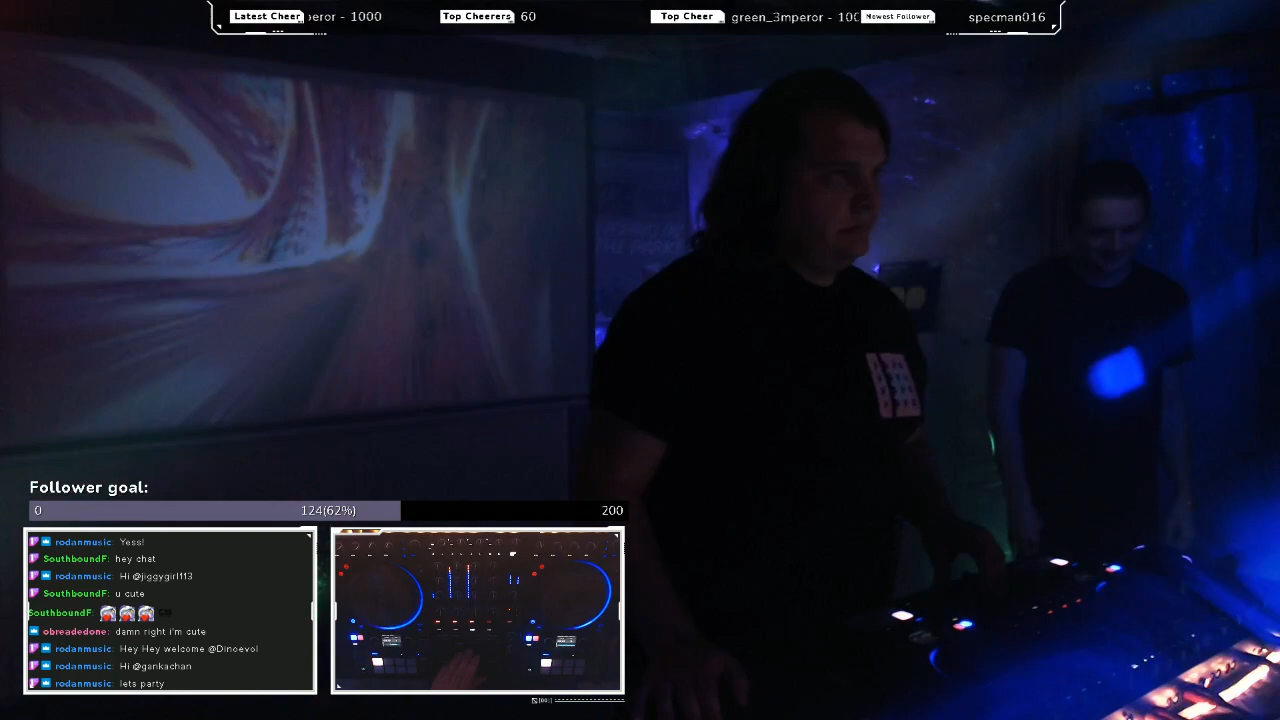 Latest Cheer peror - 1000 Top Cheerers 60 Top Cheer green_3mperor - 100 Newest Follower specman016
Follower goal:
0 124(62%) 200
rodanmusic: Yess!
SouthboundF: hey chat
rodanmusic: Hi @jiggygirl113
SouthboundF: u cute
SouthboundF:
obreadedone: damn right i'm cute
rodanmusic: Hey Hey welcome @Dinoevol
rodanmusic: Hi @gankachan
rodanmusic: lets party